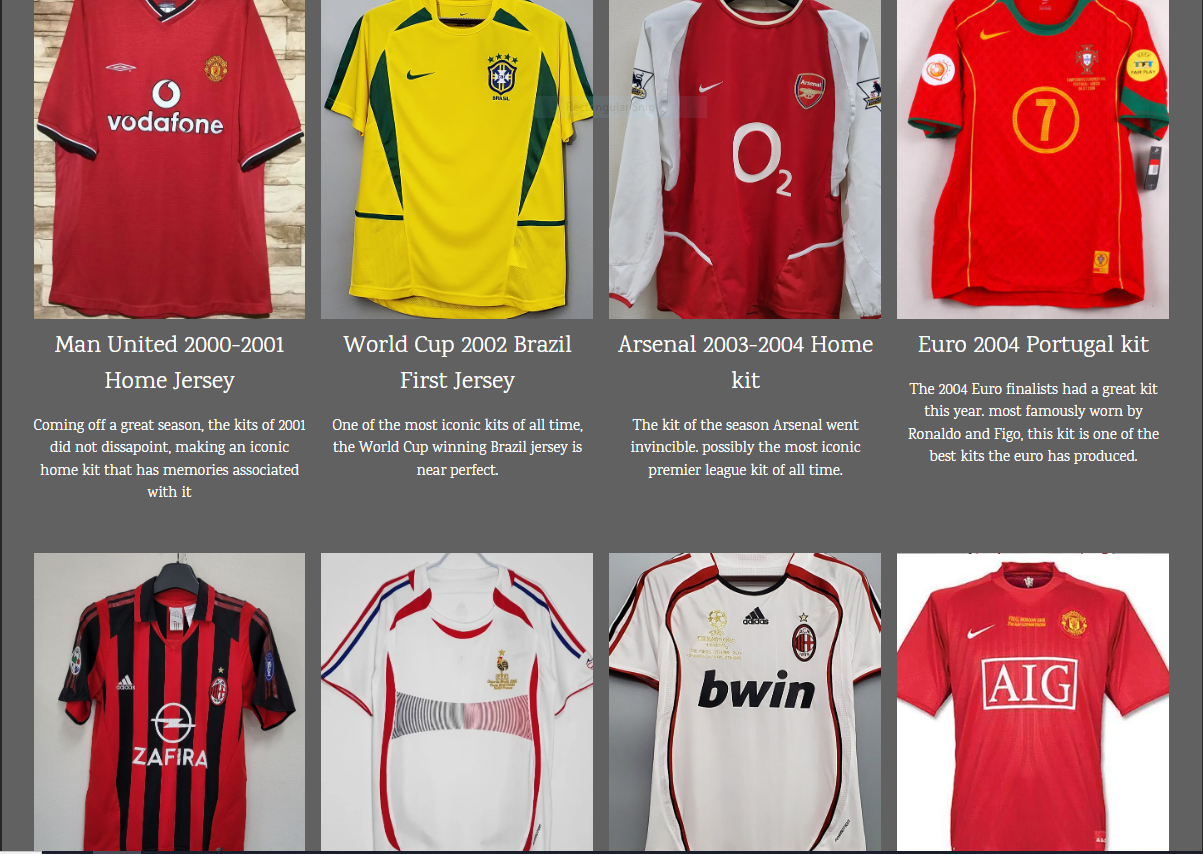 vodafone
BRASIL
Rectangular Snip
Arsenal
O2
7
FAIR PLAY
Man United 2000-2001
Home Jersey
World Cup 2002 Brazil
First Jersey
Arsenal 2003-2004 Home
kit
Euro 2004 Portugal kit
Coming off a great season, the kits of 2001
did not dissapoint, making an iconic
home kit that has memories associated
with it
One of the most iconic kits of all time,
the World Cup winning Brazil jersey is
near perfect.
The kit of the season Arsenal went
invincible. possibly the most iconic
premier league kit of all time.
The 2004 Euro finalists had a great kit
this year. most famously worn by
Ronaldo and Figo, this kit is one of the
best kits the euro has produced.
adidas
ZAFIRA
adidas
bwin
AIG